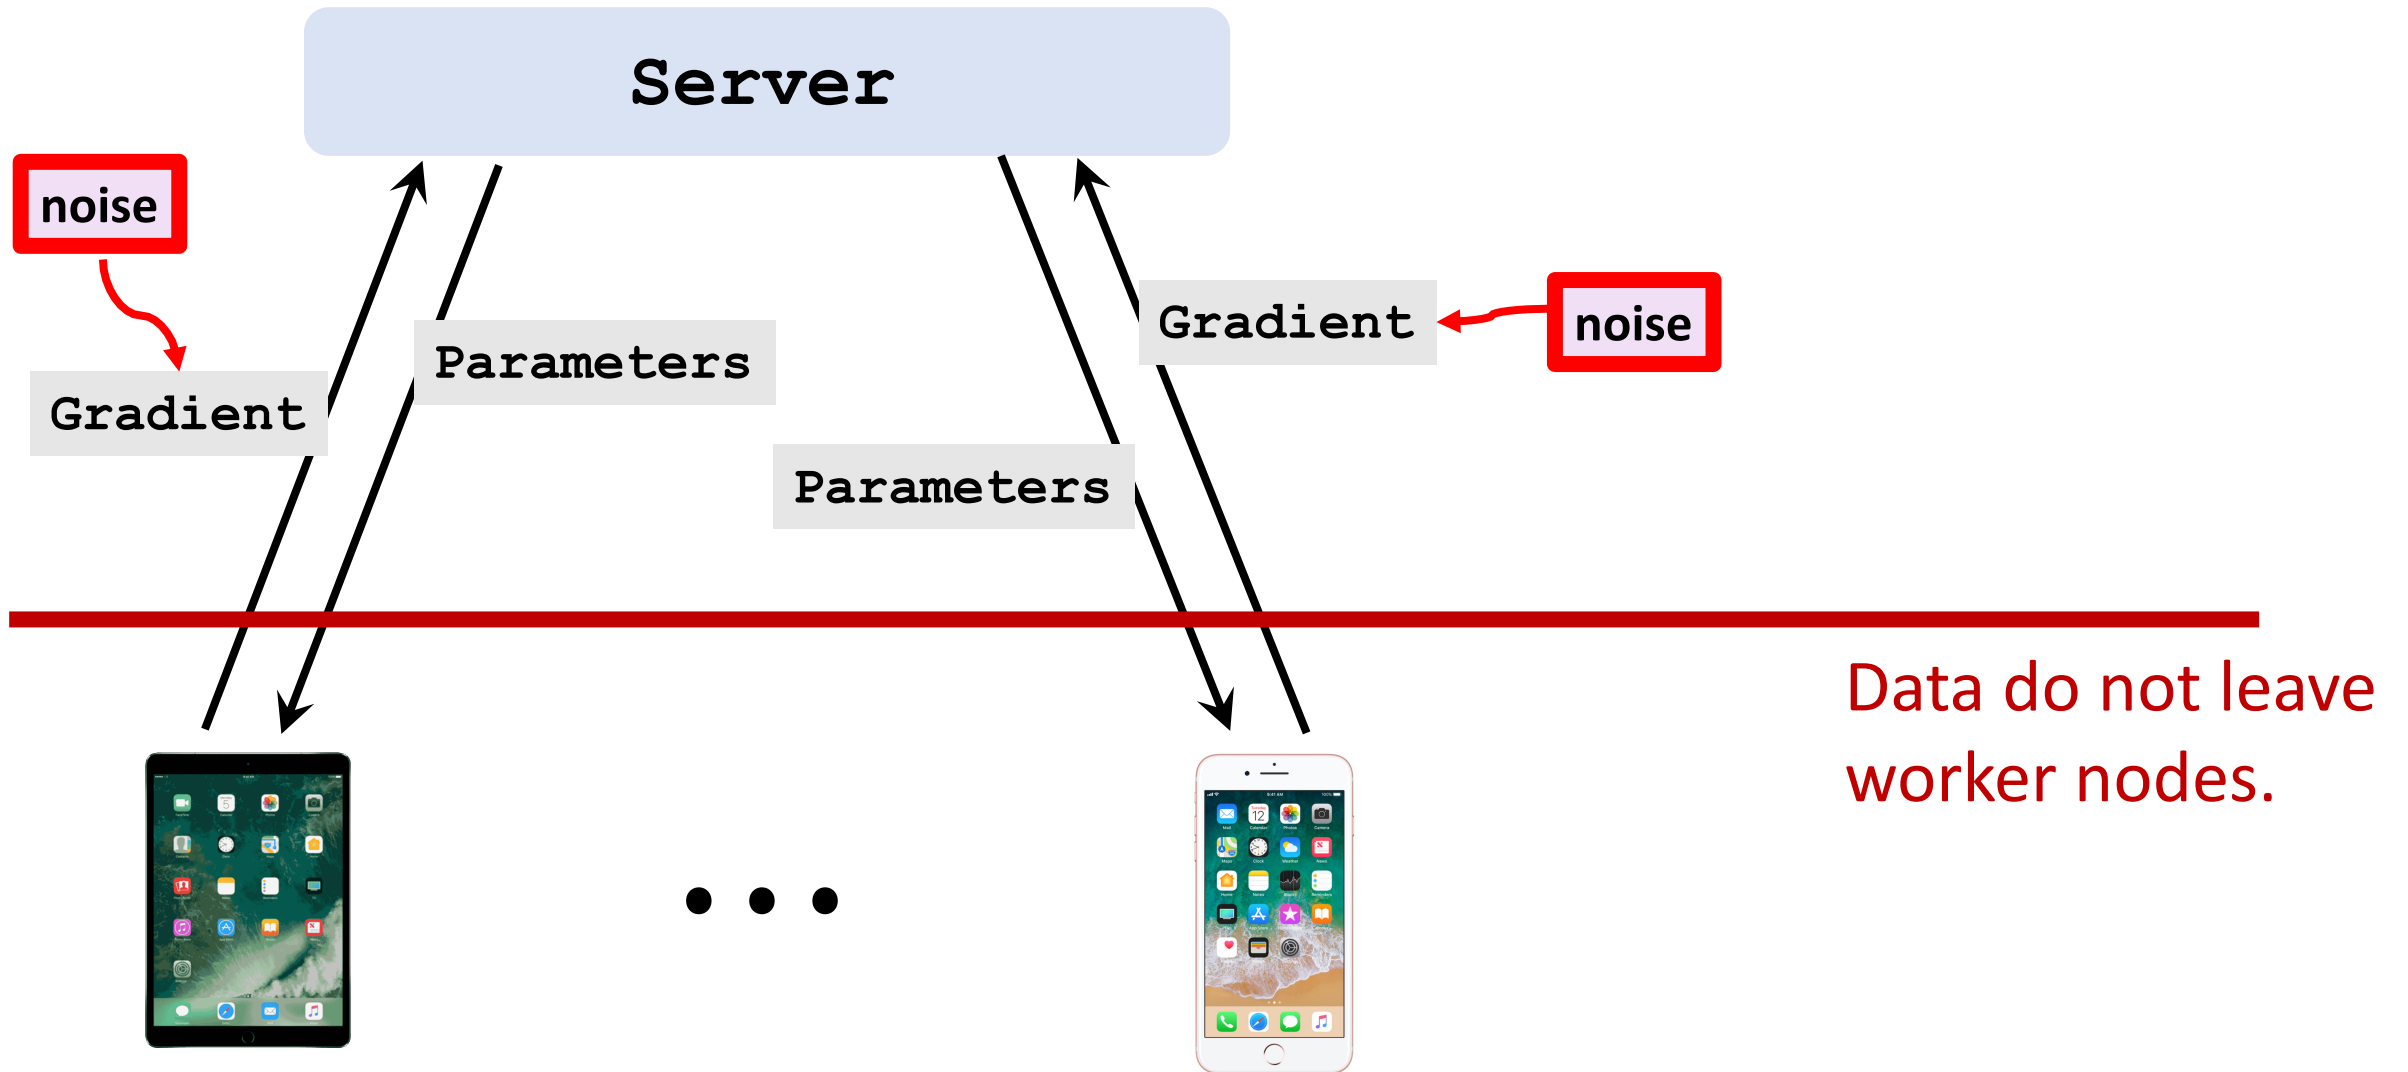 Server
noise
Gradient
noise
Parameters
Gradient
Parameters
Data do not leave
worker nodes.